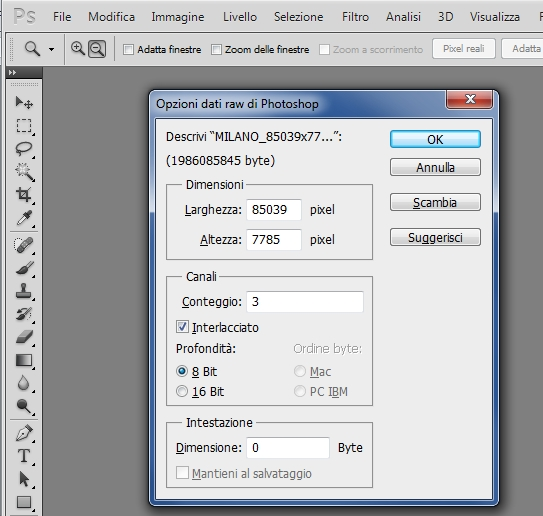 Ps File Modifica Immagine Livello Selezione Filtro Analisi 3D Visualizza
Adatta finestre Zoom delle finestre Zoom a scorrimento Pixel reali Adatta
Opzioni dati raw di Photoshop
Descrivi “MILANO_85039x77...”:
(1986085845 byte)
OK
Annulla
Scambia
Suggerisci
Dimensioni
Larghezza: 85039 pixel
Altezza: 7785 pixel
Canali
Conteggio: 3
Interlacciato
Profondità: Ordine byte:
8 Bit Mac
16 Bit PC IBM
Intestazione
Dimensione: 0 Byte
Mantieni al salvataggio
T